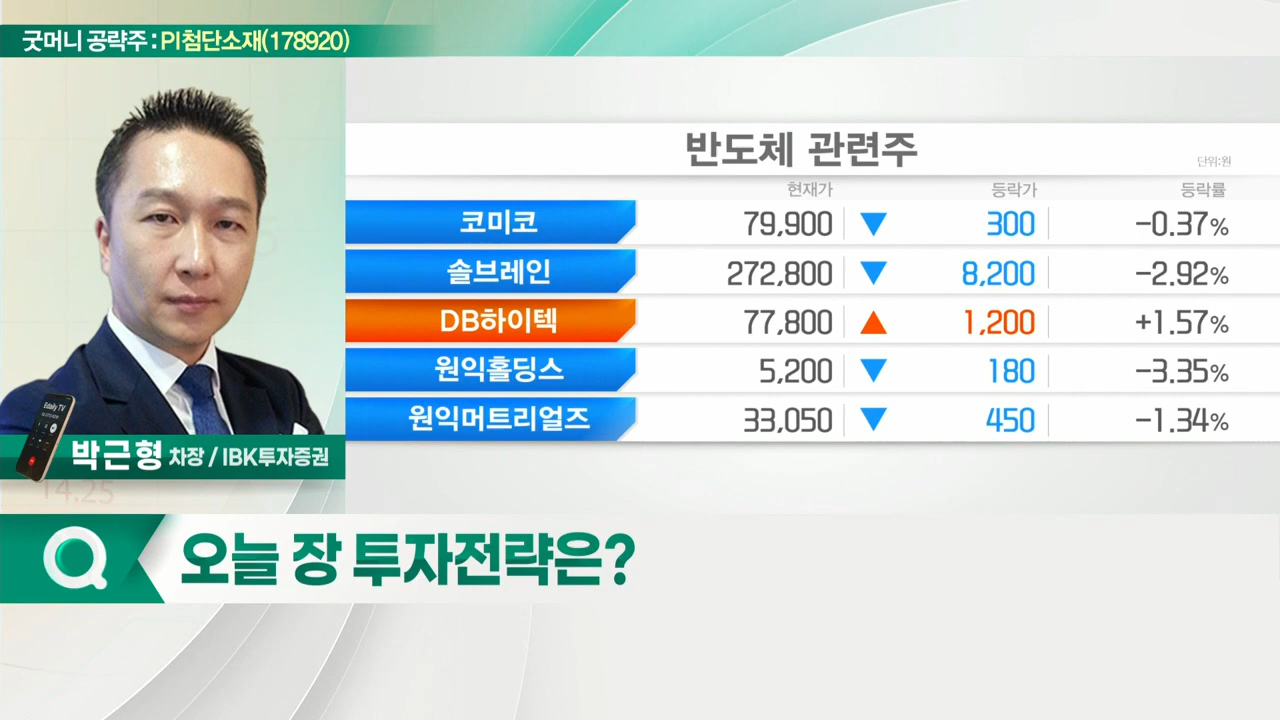 굿머니 공략주 : PI첨단소재(178920)
반도체 관련주
단위:원
현재가 등락가 등락률
코미코 79,900 ▼ 300 -0.37%
솔브레인 272,800 ▼ 8,200 -2.92%
DB하이텍 77,800 ▲ 1,200 +1.57%
원익홀딩스 5,200 ▼ 180 -3.35%
원익머트리얼즈 33,050 ▼ 450 -1.34%
Edaily TV
박근형 차장 / IBK투자증권
14.25
Q 오늘 장 투자전략은?